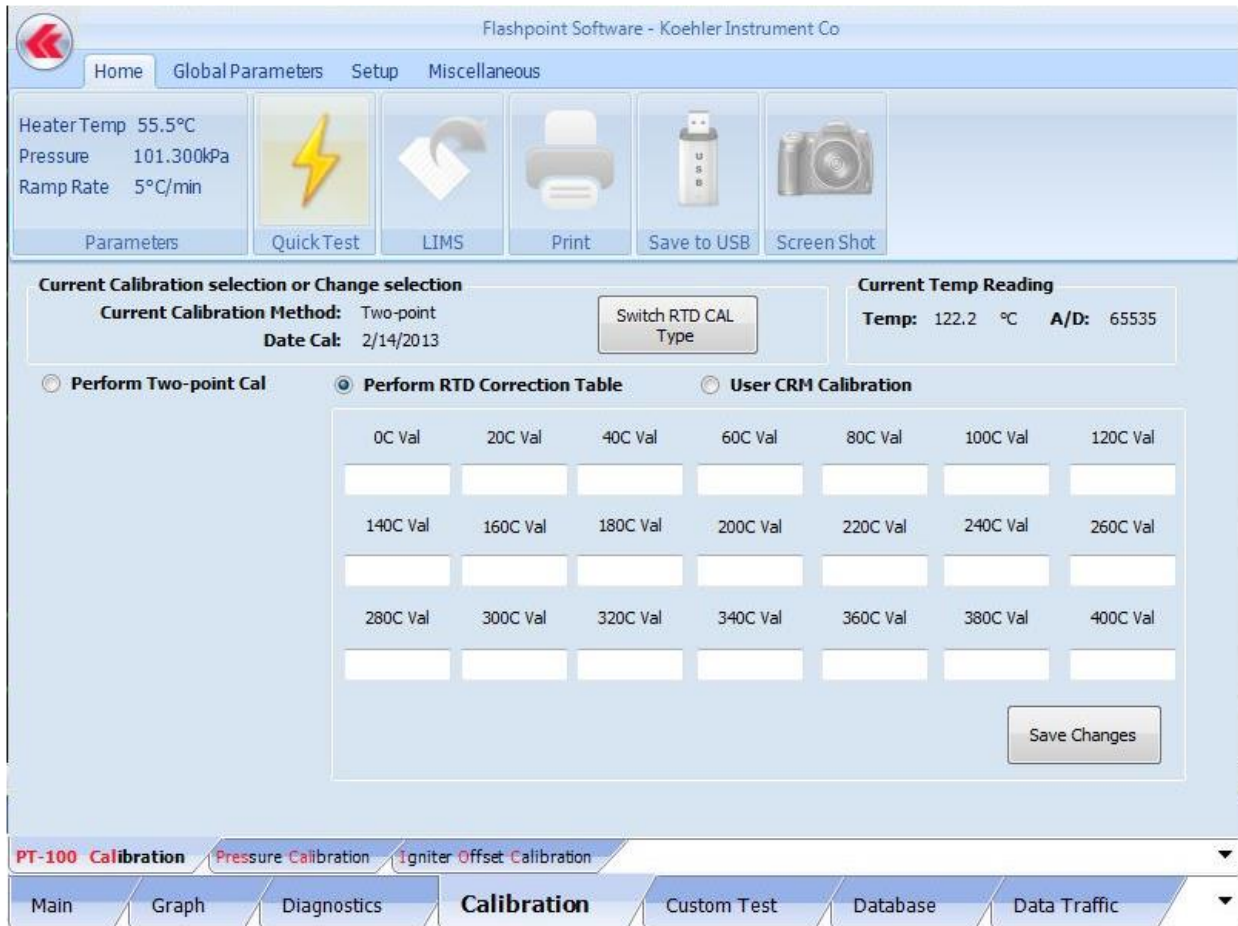 Flashpoint Software - Koehler Instrument Co
Home Global Parameters Setup Miscellaneous
Heater Temp 55.5°C
Pressure 101.300kPa
Ramp Rate 5°C/min
Parameters Quick Test LIMS Print Save to USB Screen Shot
USB
Current Calibration selection or Change selection
Current Calibration Method: Two-point
Date Cal: 2/14/2013
Switch RTD CAL
Type
Current Temp Reading
Temp: 122.2 °C A/D: 65535
Perform Two-point Cal Perform RTD Correction Table User CRM Calibration
0C Val 20C Val 40C Val 60C Val 80C Val 100C Val 120C Val
140C Val 160C Val 180C Val 200C Val 220C Val 240C Val 260C Val
280C Val 300C Val 320C Val 340C Val 360C Val 380C Val 400C Val
Save Changes
PT-100 Calibration Pressure Calibration Igniter Offset Calibration
Main Graph Diagnostics Calibration Custom Test Database Data Traffic